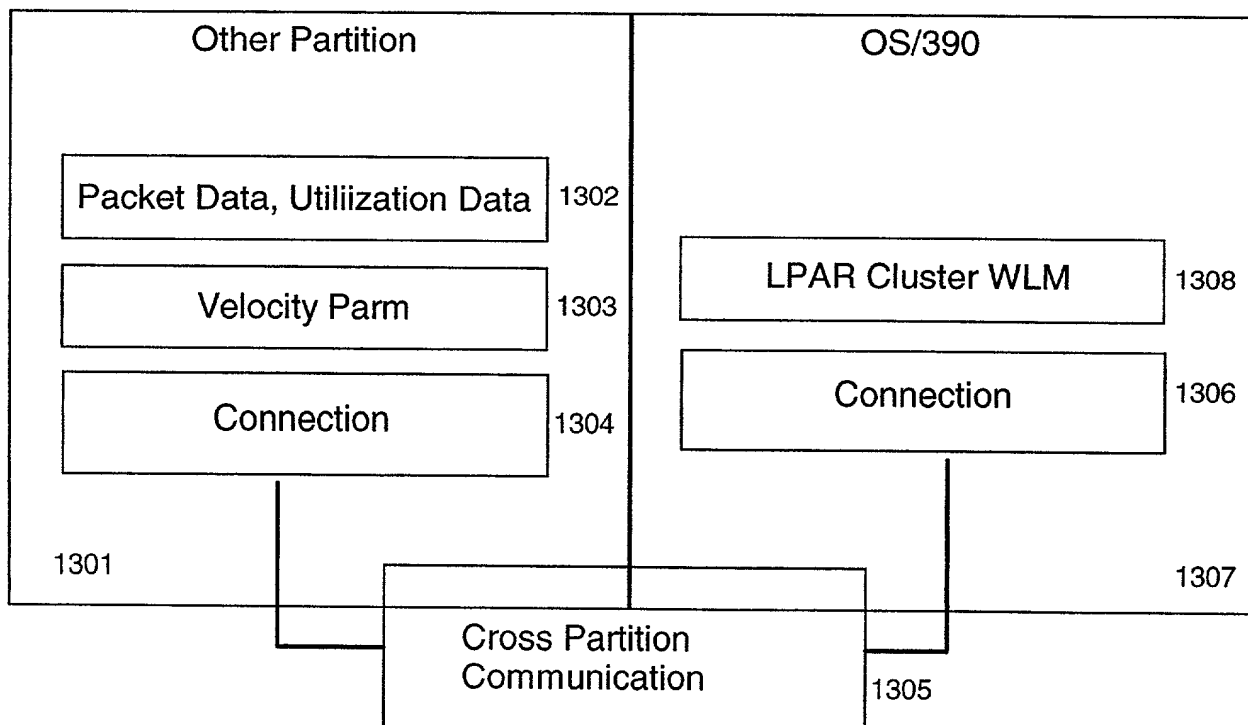 Other Partition
OS/390
Packet Data, Utiliization Data
1302
Velocity Parm
1303
LPAR Cluster WLM
1308
Connection
1304
Connection
1306
1301
1307
Cross Partition
Communication
1305